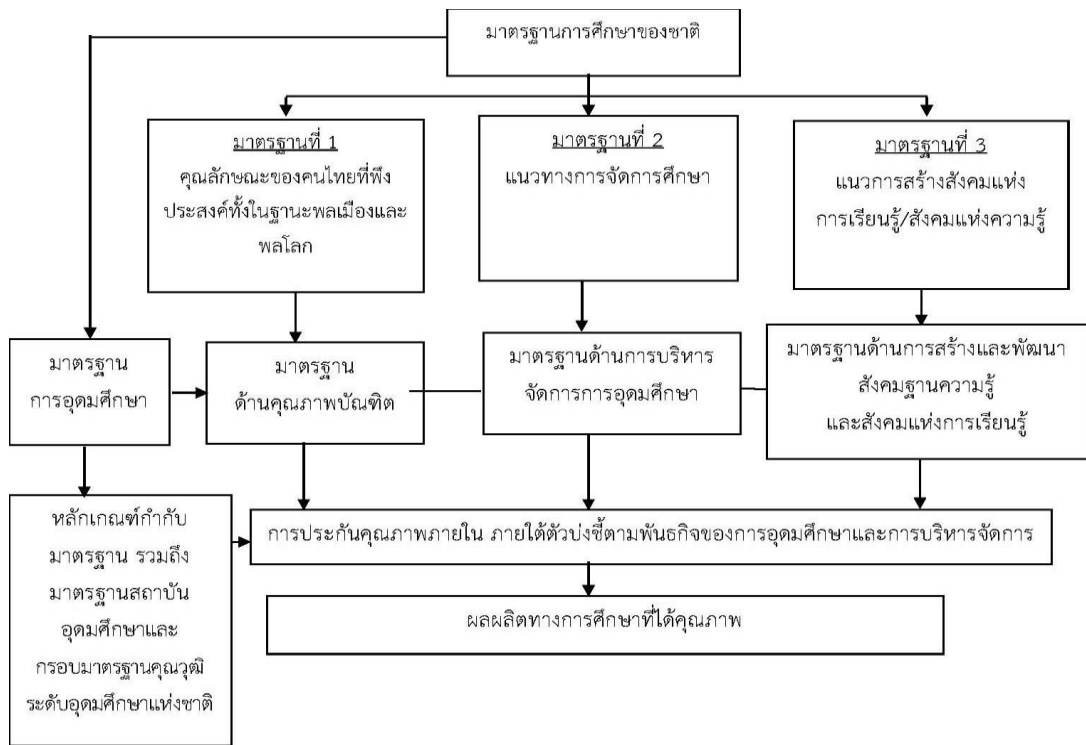 มาตรฐานการศึกษาของชาติ
มาตรฐานที่ 1
คุณลักษณะของคนไทยที่พึง
ประสงค์ทั้งในฐานะพลเมืองและ
พลโลก
มาตรฐานที่ 2
แนวทางการจัดการศึกษา
มาตรฐานที่ 3
แนวการสร้างสังคมแห่ง
การเรียนรู้/สังคมแห่งความรู้
มาตรฐาน
การอุดมศึกษา
มาตรฐาน
ด้านคุณภาพบัณฑิต
มาตรฐานด้านการบริหาร
จัดการการอุดมศึกษา
มาตรฐานด้านการสร้างและพัฒนา
สังคมฐานความรู้
และสังคมแห่งการเรียนรู้
หลักเกณฑ์กำกับ
มาตรฐาน รวมถึง
มาตรฐานสถาบัน
อุดมศึกษาและ
กรอบมาตรฐานคุณวุฒิ
ระดับอุดมศึกษาแห่งชาติ
การประกันคุณภาพภายใน ภายใต้ตัวบ่งชี้ตามพันธกิจของการอุดมศึกษาและการบริหารจัดการ
ผลผลิตทางการศึกษาที่ได้คุณภาพ